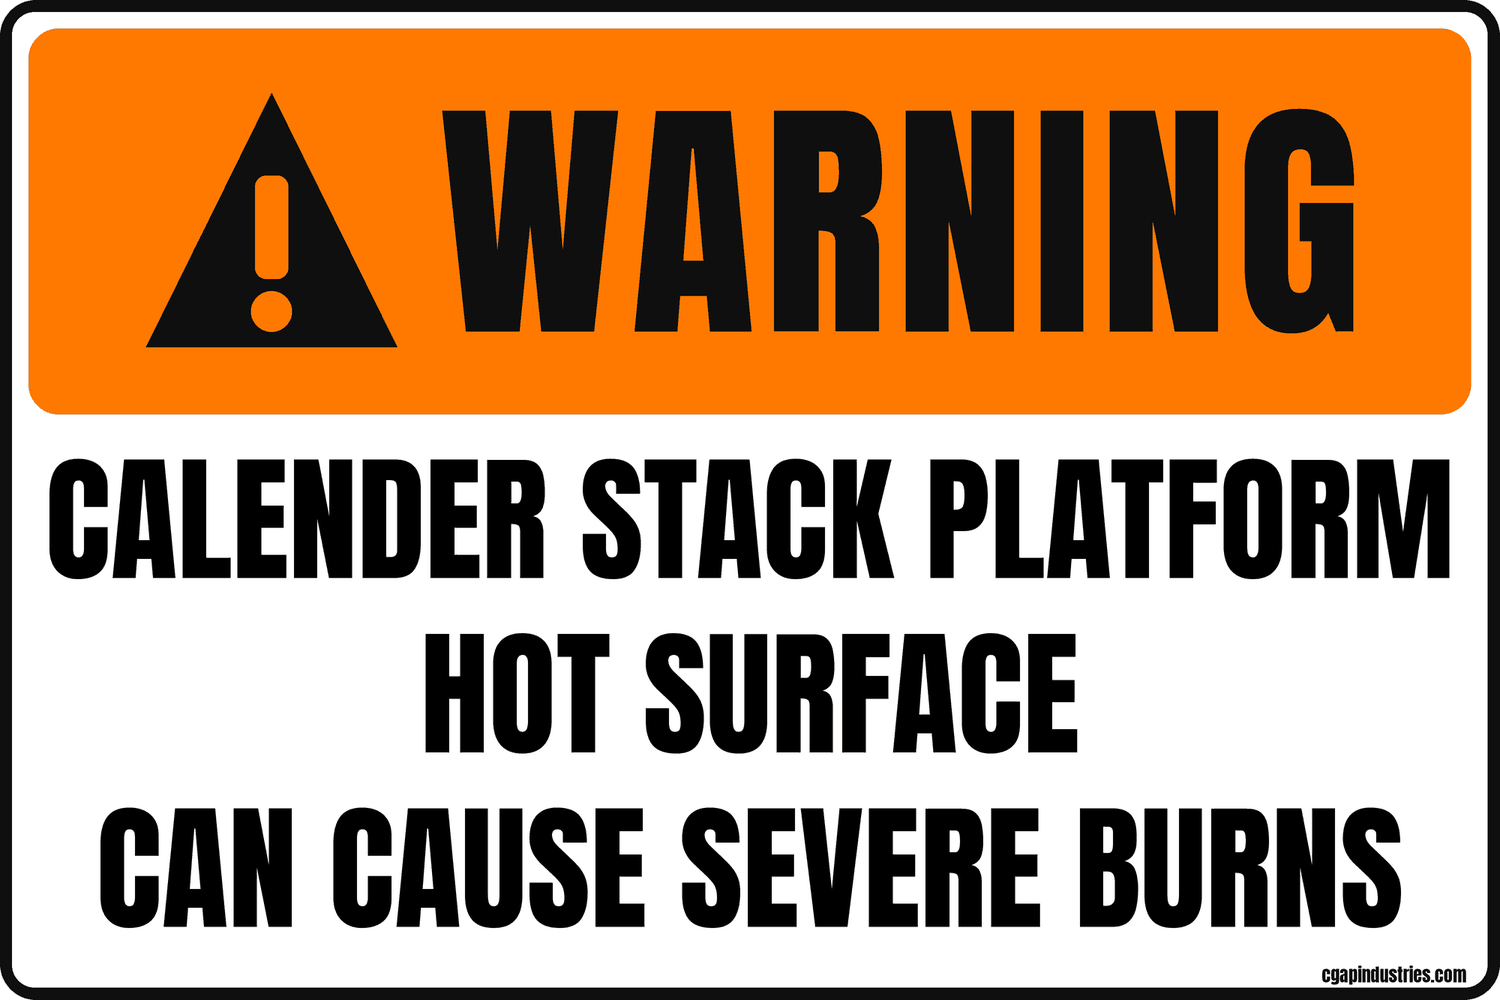 WARNING
CALENDER STACK PLATFORM
HOT SURFACE
CAN CAUSE SEVERE BURNS
cgapindustries.com